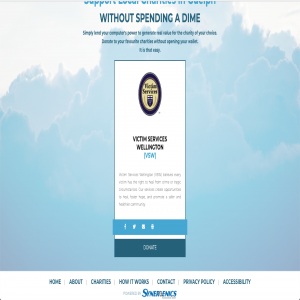 Support Local Charities in Guelph
WITHOUT SPENDING A DIME
Simply lend your computer's power to generate real value for the charity of your choice.
Donate to your favourite charities without opening your wallet.
It is that easy.
Victim
Services
VICTIM SERVICES
WELLINGTON
(VSW)
Victim Services Wellington (VSW) believes every
victim has the right to heal from crime or tragic
circumstances. Our services create opportunities
to help, foster hope, and promote a safer and
healthier community.
DONATE
HOME ABOUT CHARITIES HOW IT WORKS CONTACT PRIVACY POLICY ACCESSIBILITY
POWERED BY SYNERGENICS